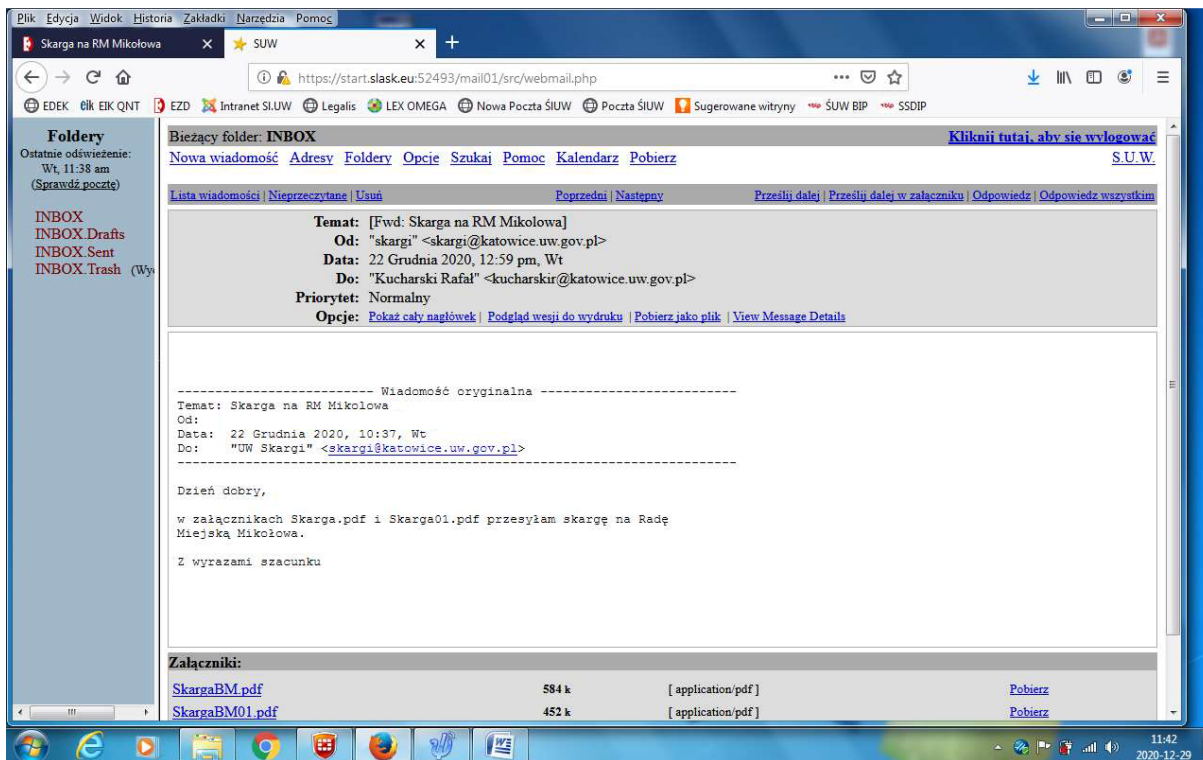 Plik Edycja Widok Historia Zakładki Narzędzia Pomoc
Skarga na RM Mikołowa
SUW
https://start.slask.eu:52493/mail01/src/webmail.php
EDEK eik EIK QNT EZD Intranet SI.UW Legalis LEX OMEGA Nowa Poczta ŚlUW Poczta ŚlUW Sugerowane witryny ŚUW BIP SSDIP
Foldery
Ostatnie odświeżenie:
Wt, 11:38 am
(Sprawdź pocztę)
INBOX
INBOX.Drafts
INBOX.Sent
INBOX.Trash (Wy
Bieżący folder: INBOX Kliknij tutaj, aby się wylogować
Nowa wiadomość Adresy Foldery Opcje Szukaj Pomoc Kalendarz Pobierz S.U.W.
Lista wiadomości | Nieprzeczytane | Usuń Poprzedni | Następny Prześlij dalej | Prześlij dalej w załączniku | Odpowiedz | Odpowiedz wszystkim
Temat: [Fwd: Skarga na RM Mikolowa]
Od: "skargi" <skargi@katowice.uw.gov.pl>
Data: 22 Grudnia 2020, 12:59 pm, Wt
Do: "Kucharski Rafał" <kucharskir@katowice.uw.gov.pl>
Priorytet: Normalny
Opcje: Pokaż cały nagłówek | Podgląd wesji do wydruku | Pobierz jako plik | View Message Details
-------------------------- Wiadomość oryginalna --------------------------
Temat: Skarga na RM Mikolowa
Od:
Data: 22 Grudnia 2020, 10:37, Wt
Do: "UW Skargi" <skargi@katowice.uw.gov.pl>
--------------------------------------------------------------------------
Dzień dobry,
w załącznikach Skarga.pdf i Skarga01.pdf przesyłam skargę na Radę
Miejską Mikołowa.
Z wyrazami szacunku
Załączniki:
SkargaBM.pdf 584 k [ application/pdf ] Pobierz
SkargaBM01.pdf 452 k [ application/pdf ] Pobierz
11:42
2020-12-29